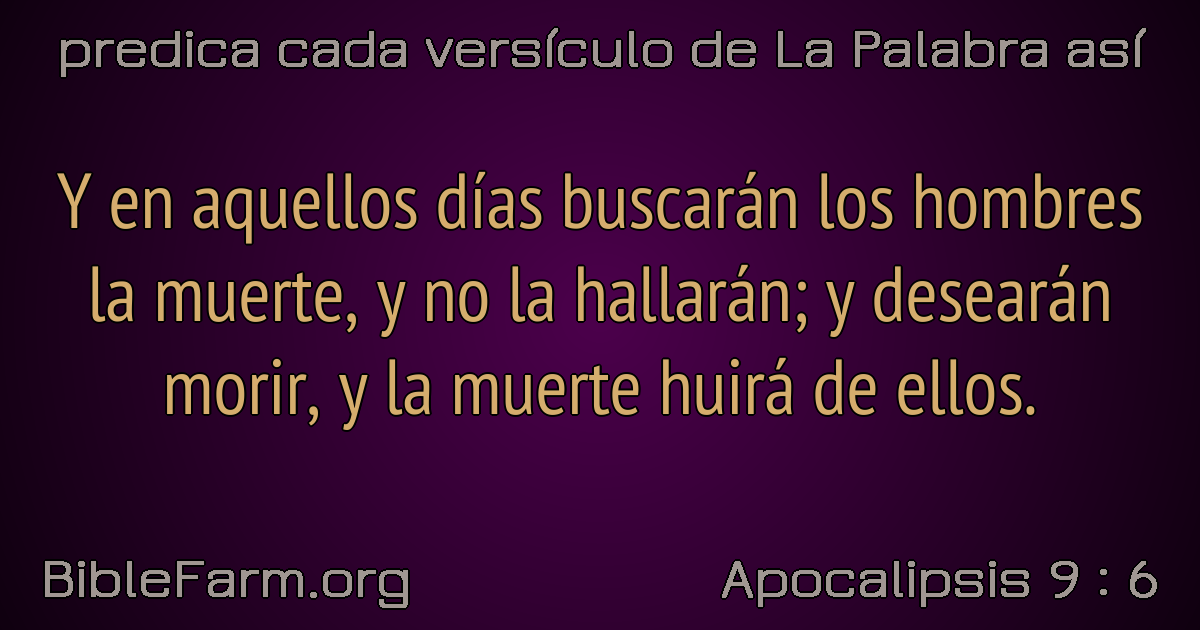 predica cada versículo de La Palabra así
Y en aquellos días buscarán los hombres
la muerte, y no la hallarán; y desearán
morir, y la muerte huirá de ellos.
BibleFarm.org
Apocalipsis 9 : 6